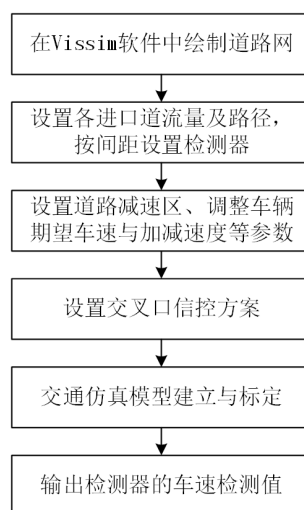 在Vissim软件中绘制道路网
设置各进口道流量及路径，
按间距设置检测器
设置道路减速区、调整车辆
期望车速与加减速度等参数
设置交叉口信控方案
交通仿真模型建立与标定
输出检测器的车速检测值